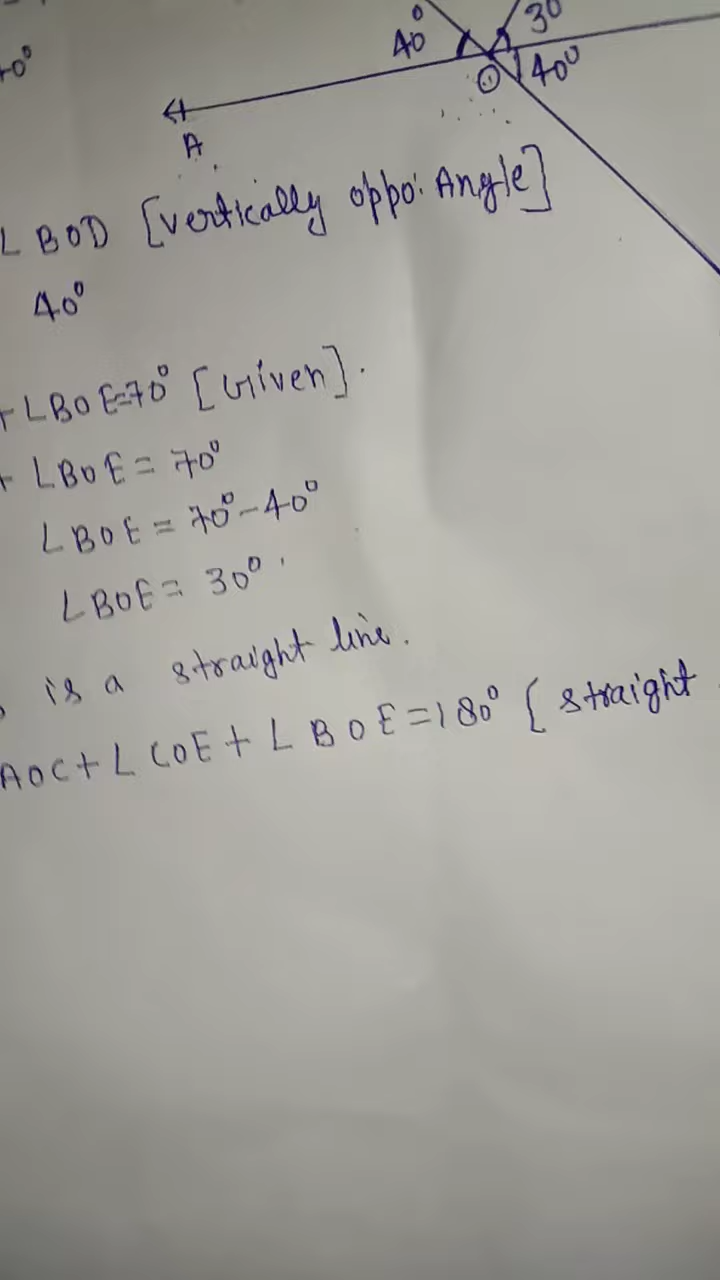 40°
30
40°
O
A
∠ BOD [vertically oppo: Angle]
40°
+ ∠BOE=70° [Given].
+ ∠BOE = 70°
∠BOE = 70°-40°
∠BOE = 30°.
is a straight line.
AOC + ∠ COE + ∠ BOE = 180° [ straight